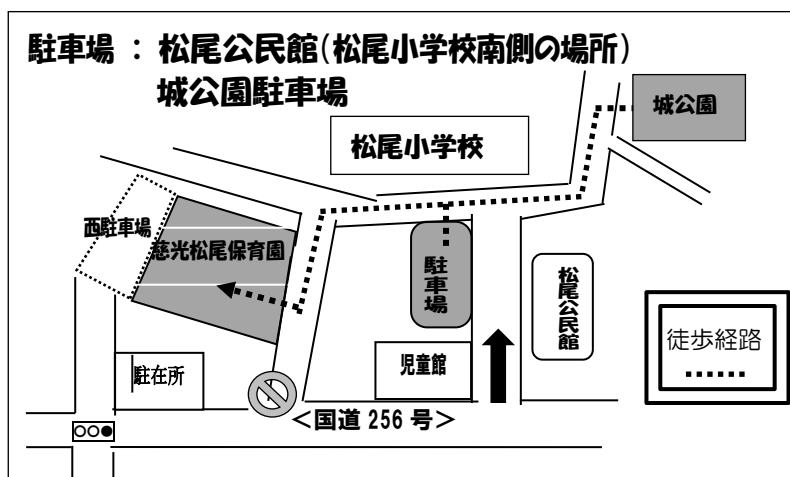 駐車場 ： 松尾公民館(松尾小学校南側の場所)
城公園駐車場
城公園
松尾小学校
西駐車場
慈光松尾保育園
駐車場
松尾公民館
徒歩経路
児童館
駐在所
＜国道 256 号＞